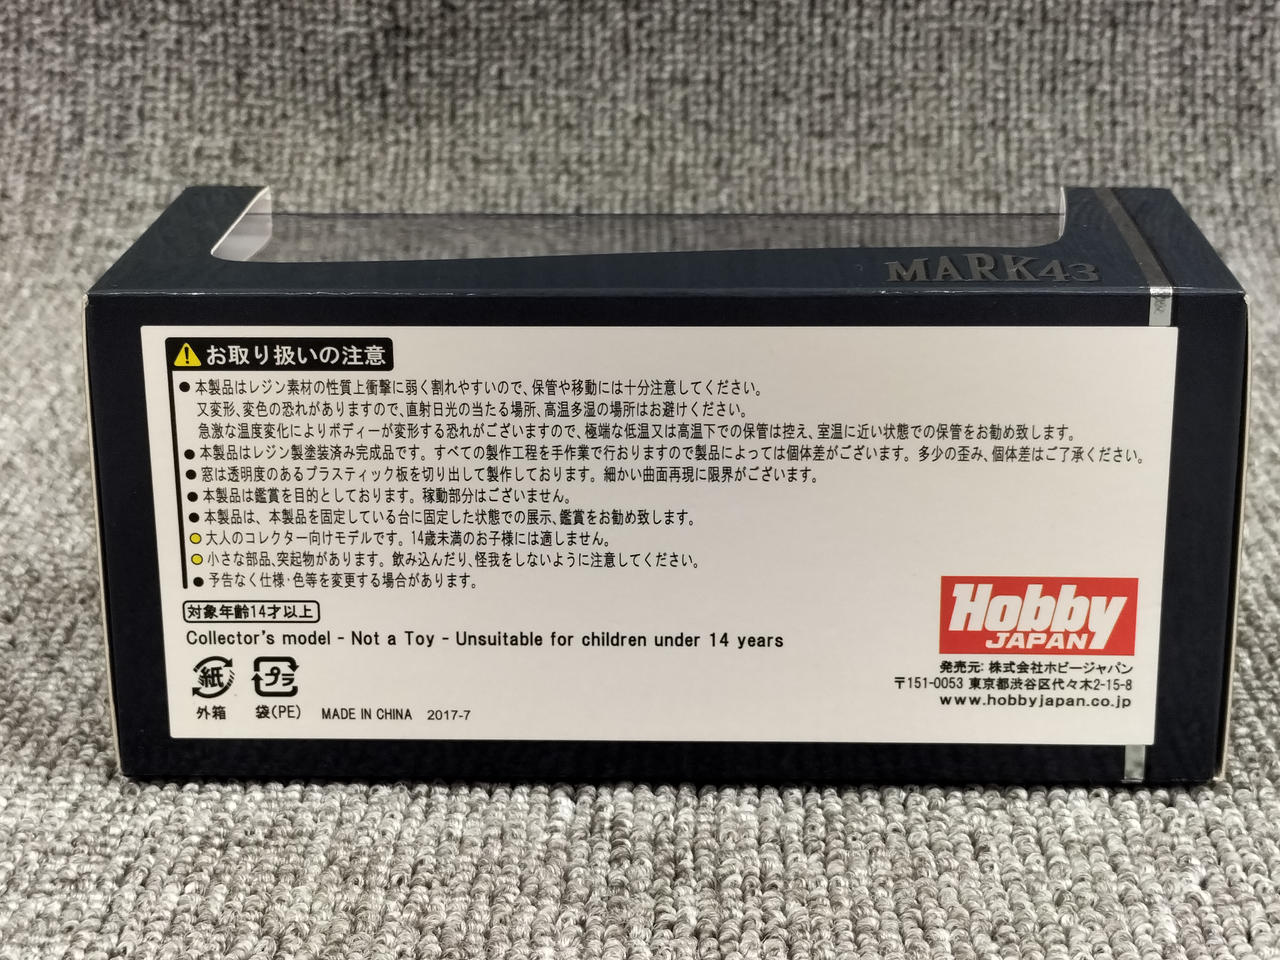 MARK43
お取り扱いの注意
●本製品はレジン素材の性質上衝撃に弱く割れやすいので、保管や移動には十分注意してください。
又変形、変色の恐れがありますので、直射日光の当たる場所、高温多湿の場所はお避けください。
急激な温度変化によりボディーが変形する恐れがございますので、極端な低温又は高温下での保管は控え、室温に近い状態での保管をお勧め致します。
●本製品はレジン製塗装済み完成品です。すべての製作工程を手作業で行おりますので製品によっては個体差がございます。多少の歪み、個体差はご了承ください。
●窓は透明度のあるプラスティック板を切り出して製作しております。細かい曲面再現に限界がございます。
●本製品は鑑賞を目的としております。稼動部分はございません。
●本製品は、本製品を固定している台に固定した状態での展示、鑑賞をお勧め致します。
●大人のコレクター向けモデルです。14歳未満のお子様には適しません。
●小さな部品、突起物があります。飲み込んだり、怪我をしないように注意してください。
●予告なく仕様・色等を変更する場合があります。
対象年齢14才以上
Collector's model - Not a Toy - Unsuitable for children under 14 years
紙 プラ
外箱 袋(PE) MADE IN CHINA 2017-7
Hobby
JAPAN
発売元: 株式会社ホビージャパン
〒151-0053 東京都渋谷区代々木2-15-8
www.hobbyjapan.co.jp